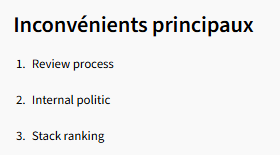 Inconvénients principaux
1. Review process
2. Internal politic
3. Stack ranking